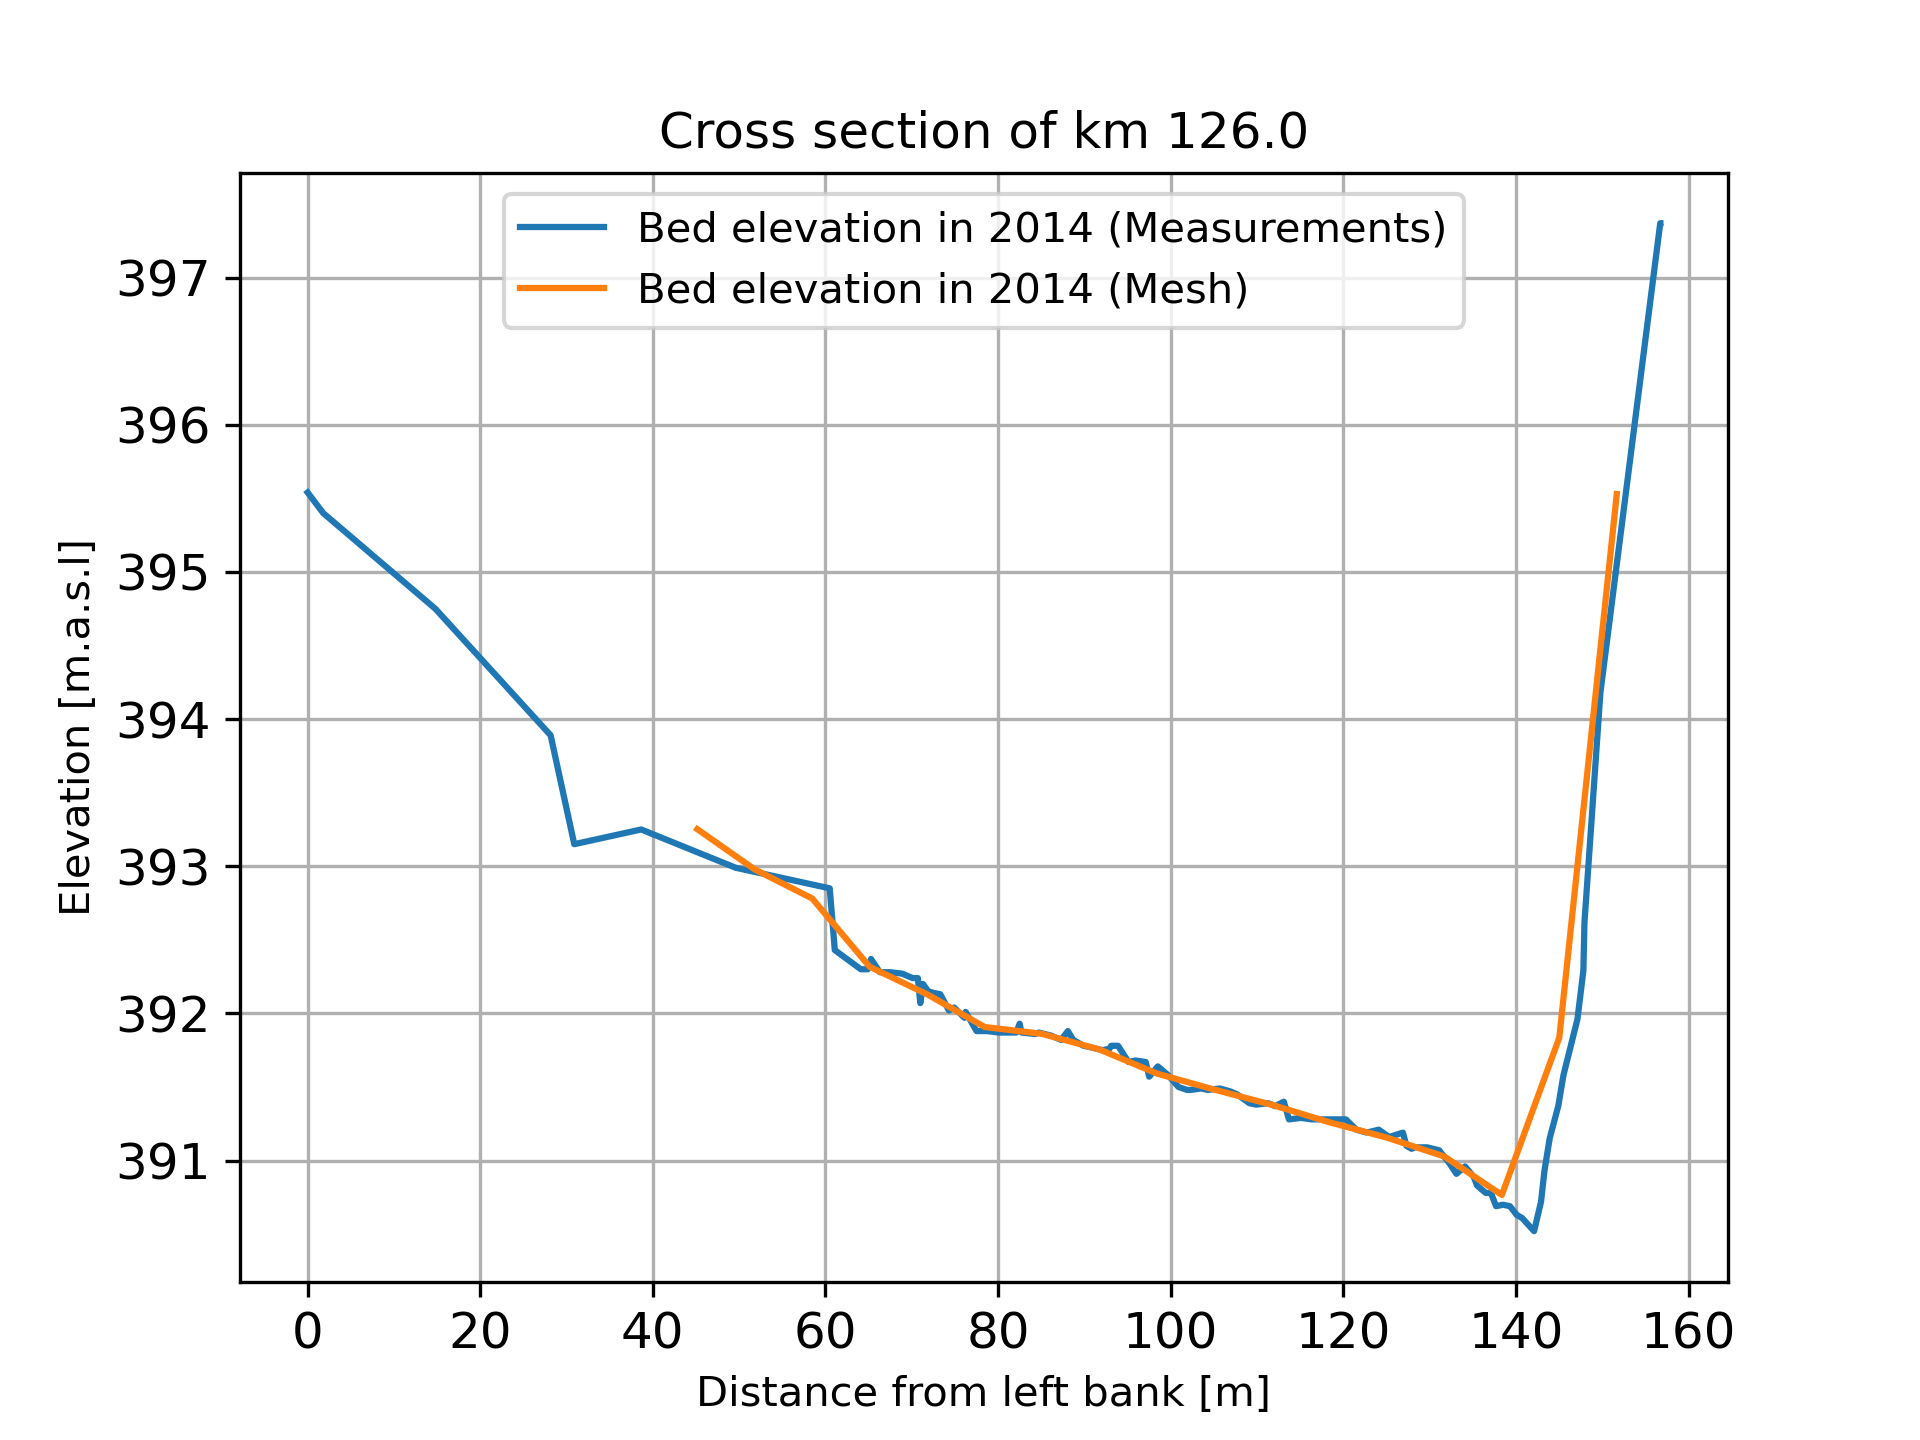 Cross section of km 126.0
Bed elevation in 2014 (Measurements)
Bed elevation in 2014 (Mesh)
397
396
395
394
393
392
391
Elevation [m.a.s.l]
0 20 40 60 80 100 120 140 160
Distance from left bank [m]